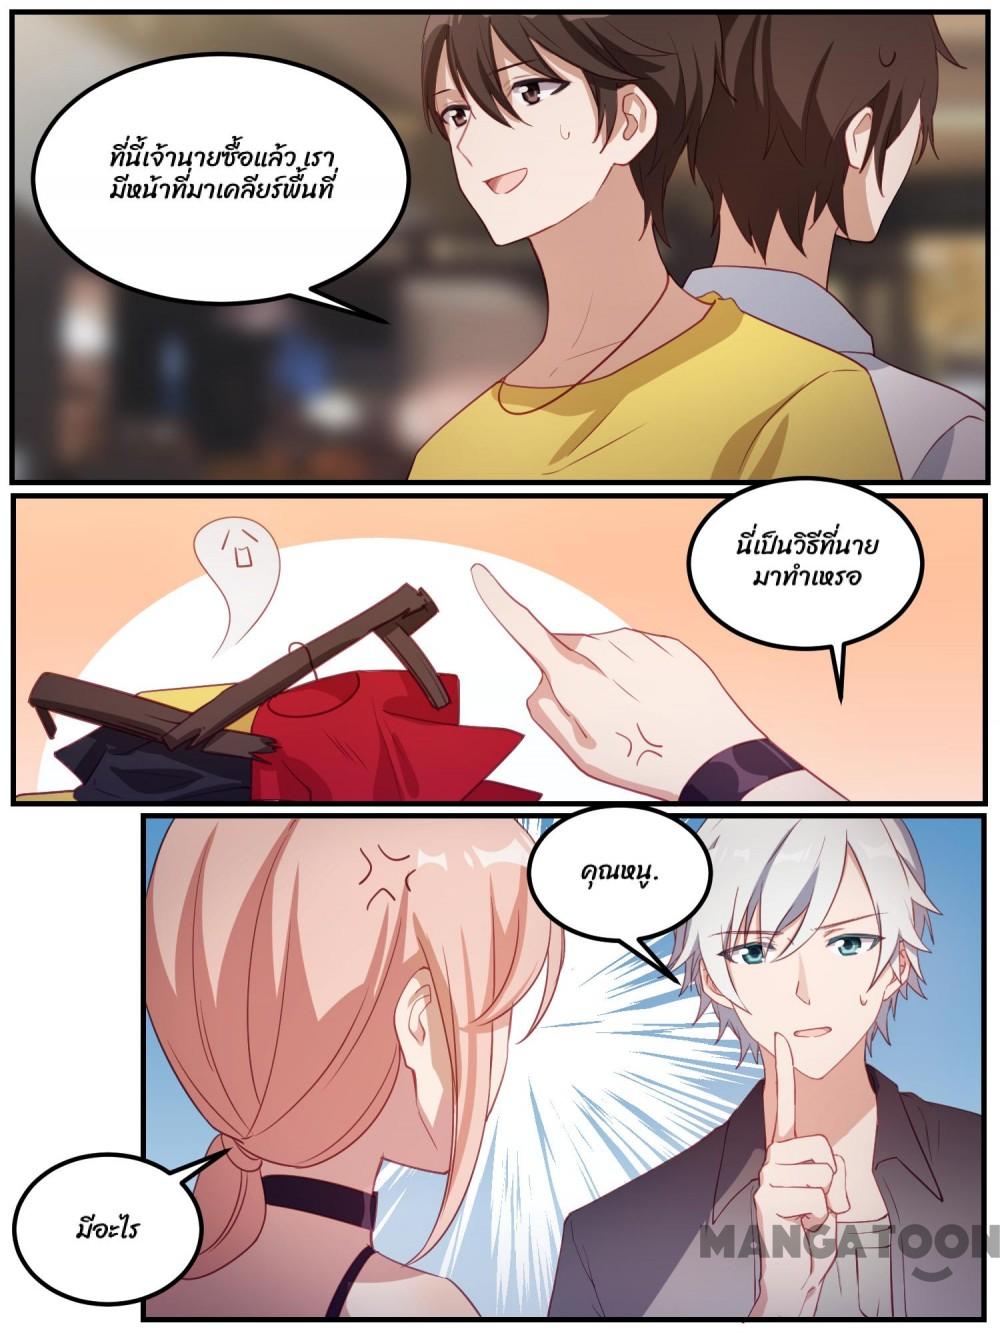 ที่นี้เจ้านายซื้อแล้ว เรา
มีหน้าที่มาเคลียร์พื้นที่
นี่เป็นวิธีที่นาย
มาทำเหรอ
คุณหนู.
มีอะไร
MANGATOON